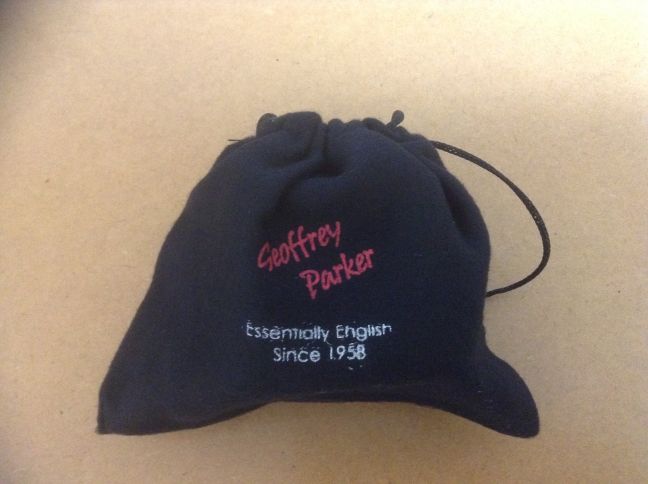 Geoffrey
Parker
Essentially English
Since 1958